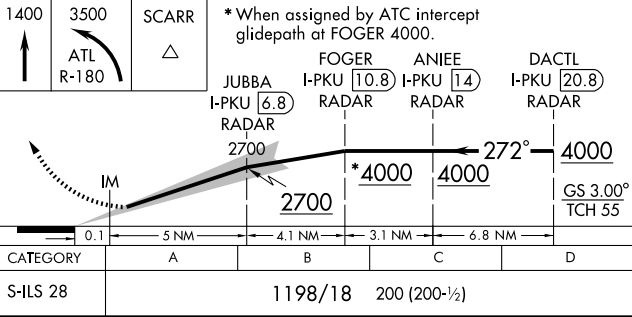 1400
3500
ATL
R-180
SCARR
* When assigned by ATC intercept
glidepath at FOGER 4000.
JUBBA
I-PKU 6.8
RADAR
FOGER
I-PKU 10.8
RADAR
ANIEE
I-PKU 14
RADAR
DACTL
I-PKU 20.8
RADAR
2700
2700
*4000
4000
272°
4000
GS 3.00°
TCH 55
IM
0.1
5 NM
4.1 NM
3.1 NM
6.8 NM
CATEGORY A B C D
S-ILS 28 1198/18 200 (200-½)